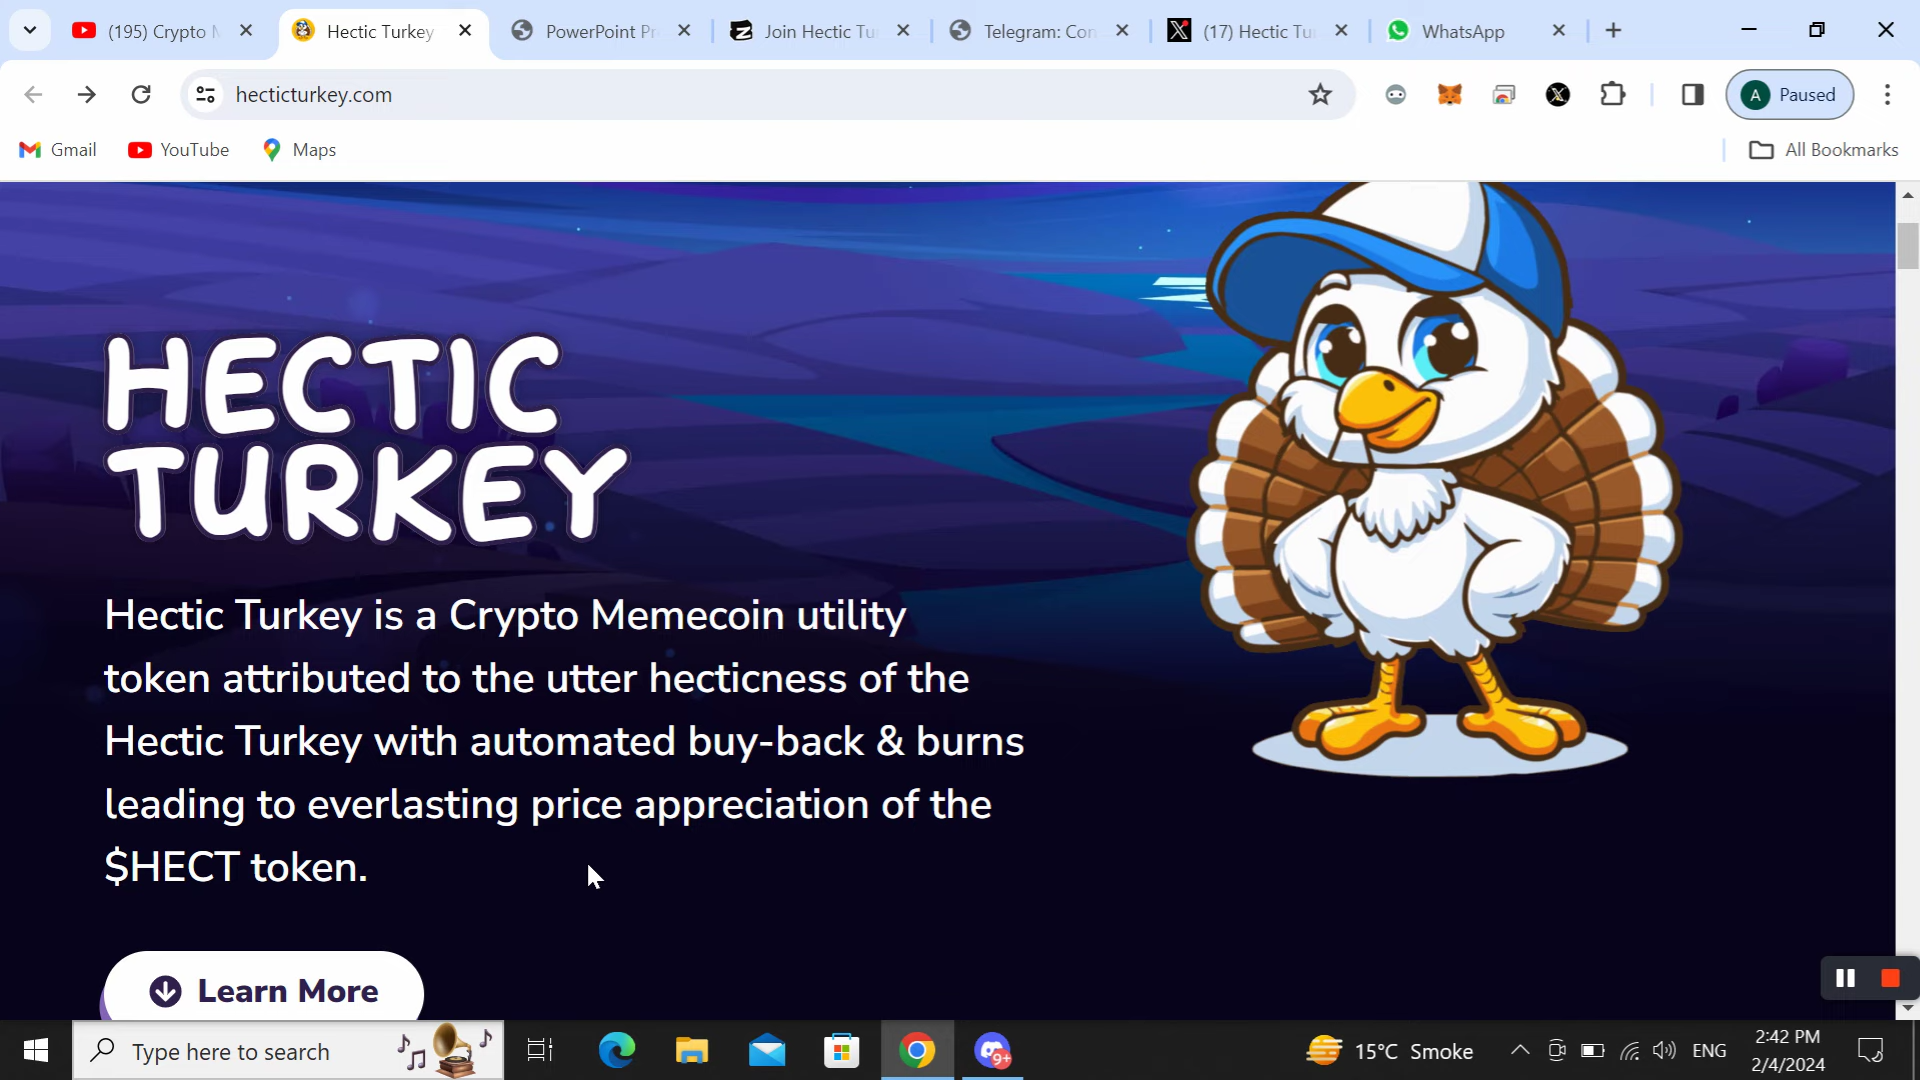 (195) Crypto M
Hectic Turkey
PowerPoint Pr
Join Hectic Tu
Telegram: Con
(17) Hectic Tu
WhatsApp
hecticturkey.com
A
Paused
Gmail
YouTube
Maps
All Bookmarks
HECTIC
TURKEY
Hectic Turkey is a Crypto Memecoin utility
token attributed to the utter hecticness of the
Hectic Turkey with automated buy-back & burns
leading to everlasting price appreciation of the
$HECT token.
Learn More
Type here to search
9+
15°C Smoke
ENG
2:42 PM
2/4/2024